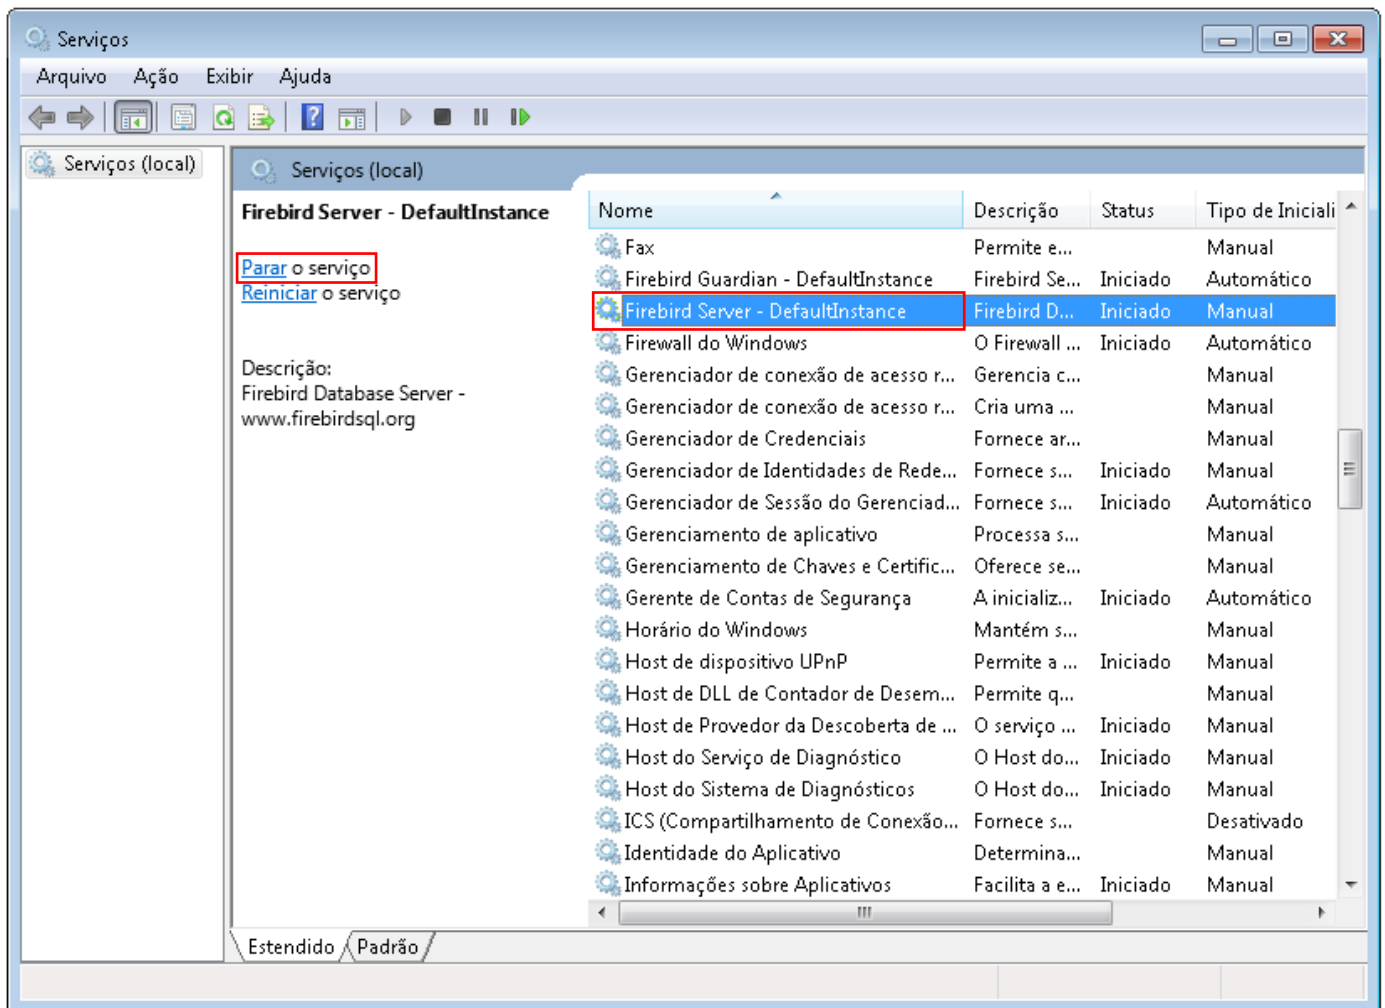 Serviços
Arquivo Ação Exibir Ajuda
Serviços (local)
Serviços (local)
Firebird Server - DefaultInstance
Parar o serviço
Reiniciar o serviço
Descrição:
Firebird Database Server -
www.firebirdsql.org
Nome Descrição Status Tipo de Iniciali
Fax Permite e... Manual
Firebird Guardian - DefaultInstance Firebird Se... Iniciado Automático
Firebird Server - DefaultInstance Firebird D... Iniciado Manual
Firewall do Windows O Firewall ... Iniciado Automático
Gerenciador de conexão de acesso r... Gerencia c... Manual
Gerenciador de conexão de acesso r... Cria uma ... Manual
Gerenciador de Credenciais Fornece ar... Manual
Gerenciador de Identidades de Rede... Fornece s... Iniciado Manual
Gerenciador de Sessão do Gerenciad... Fornece s... Iniciado Automático
Gerenciamento de aplicativo Processa s... Manual
Gerenciamento de Chaves e Certific... Oferece se... Manual
Gerente de Contas de Segurança A inicializ... Iniciado Automático
Horário do Windows Mantém s... Manual
Host de dispositivo UPnP Permite a ... Iniciado Manual
Host de DLL de Contador de Desem... Permite q... Manual
Host de Provedor da Descoberta de ... O serviço ... Iniciado Manual
Host do Serviço de Diagnóstico O Host do... Iniciado Manual
Host do Sistema de Diagnósticos O Host do... Iniciado Manual
ICS (Compartilhamento de Conexão... Fornece s... Desativado
Identidade do Aplicativo Determina... Manual
Informações sobre Aplicativos Facilita a e... Iniciado Manual
Estendido Padrão